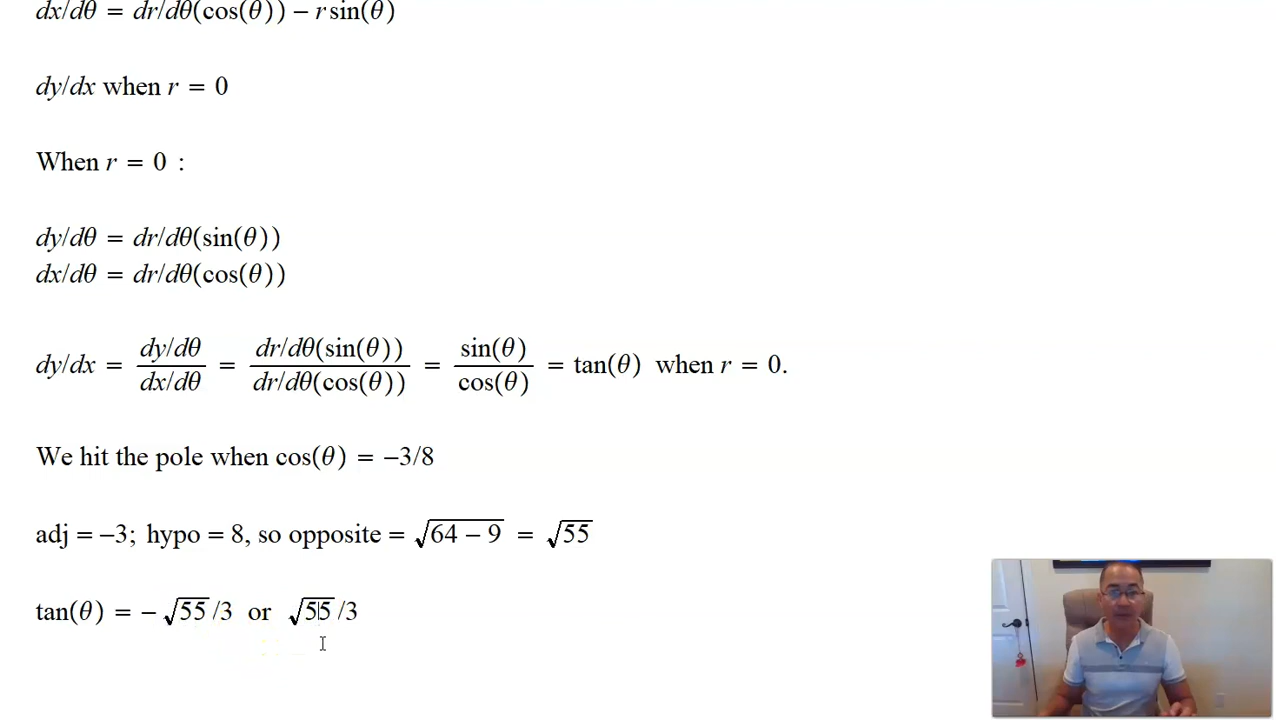 dx/dθ = dr/dθ(cos(θ)) − r sin(θ)
dy/dx when r = 0
When r = 0 :
dy/dθ = dr/dθ(sin(θ))
dx/dθ = dr/dθ(cos(θ))
dy/dx = (dy/dθ)/(dx/dθ) = (dr/dθ(sin(θ)))/(dr/dθ(cos(θ))) = sin(θ)/cos(θ) = tan(θ) when r = 0.
We hit the pole when cos(θ) = −3/8
adj = −3; hypo = 8, so opposite = √(64 − 9) = √55
tan(θ) = −√55/3 or √55/3